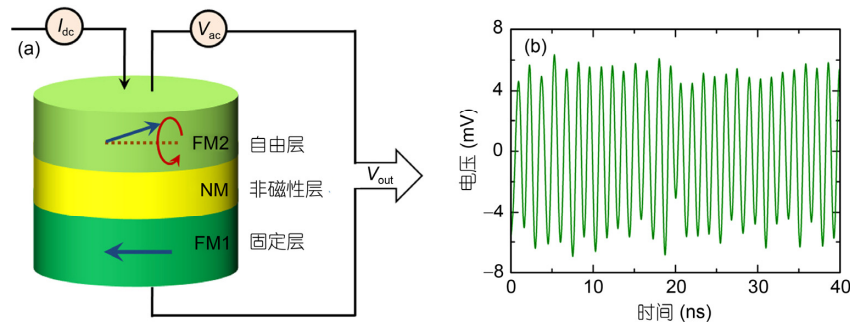 (a)
I_dc
V_ac
FM2 自由层
NM 非磁性层
FM1 固定层
V_out
(b)
电压 (mV)
8
4
0
−4
−8
0 10 20 30 40
时间 (ns)